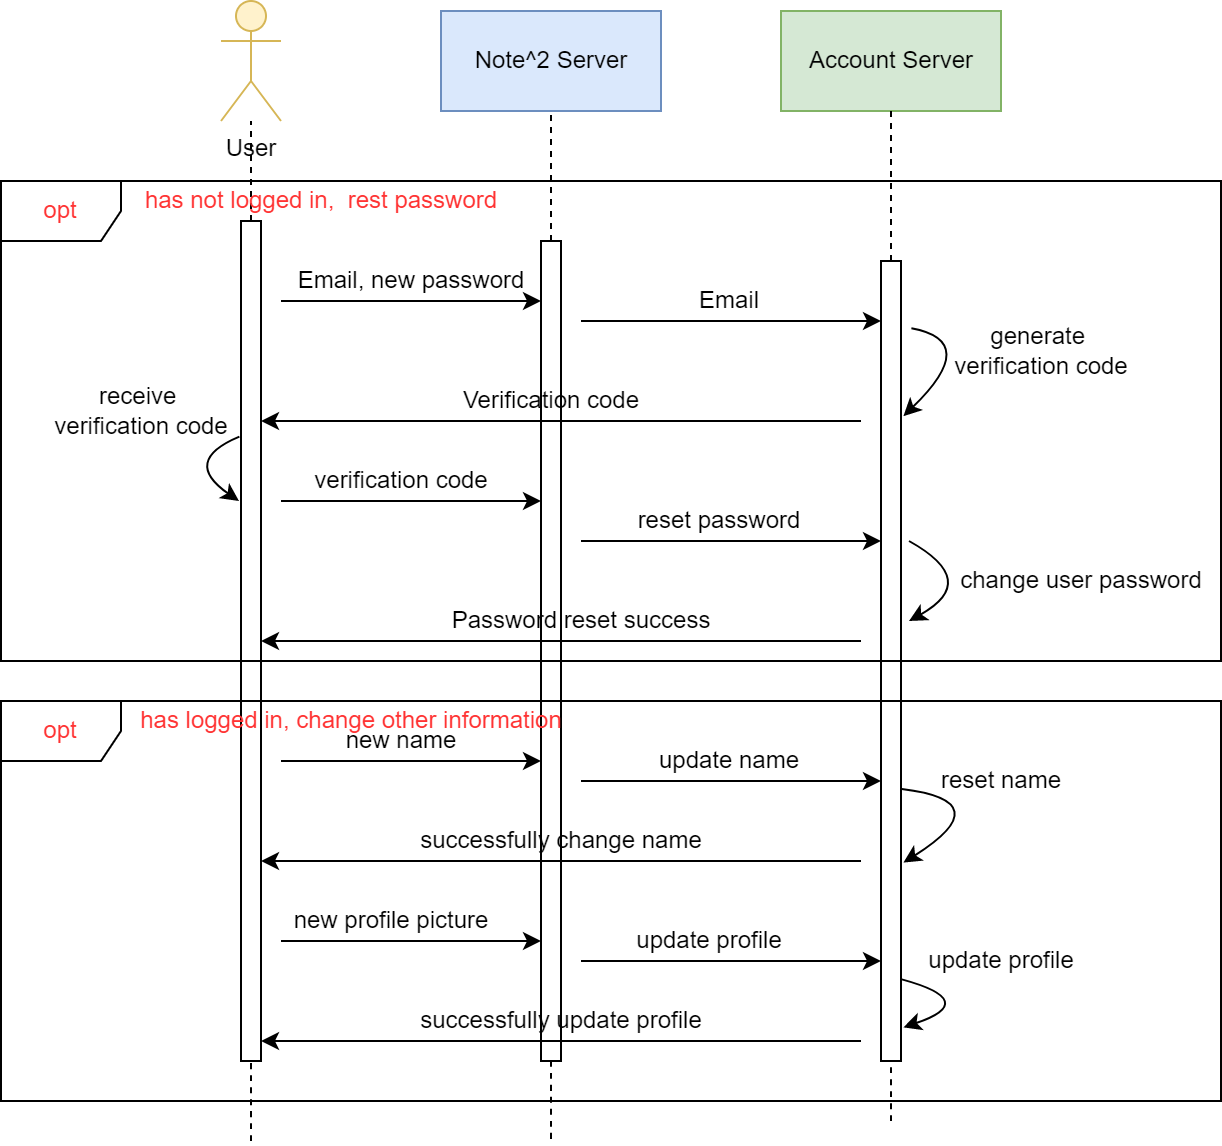 Note^2 Server
Account Server
User
opt
has not logged in,  rest password
Email, new password
Email
generate
verification code
receive
verification code
Verification code
verification code
reset password
change user password
Password reset success
opt
has logged in, change other information
new name
update name
reset name
successfully change name
new profile picture
update profile
update profile
successfully update profile